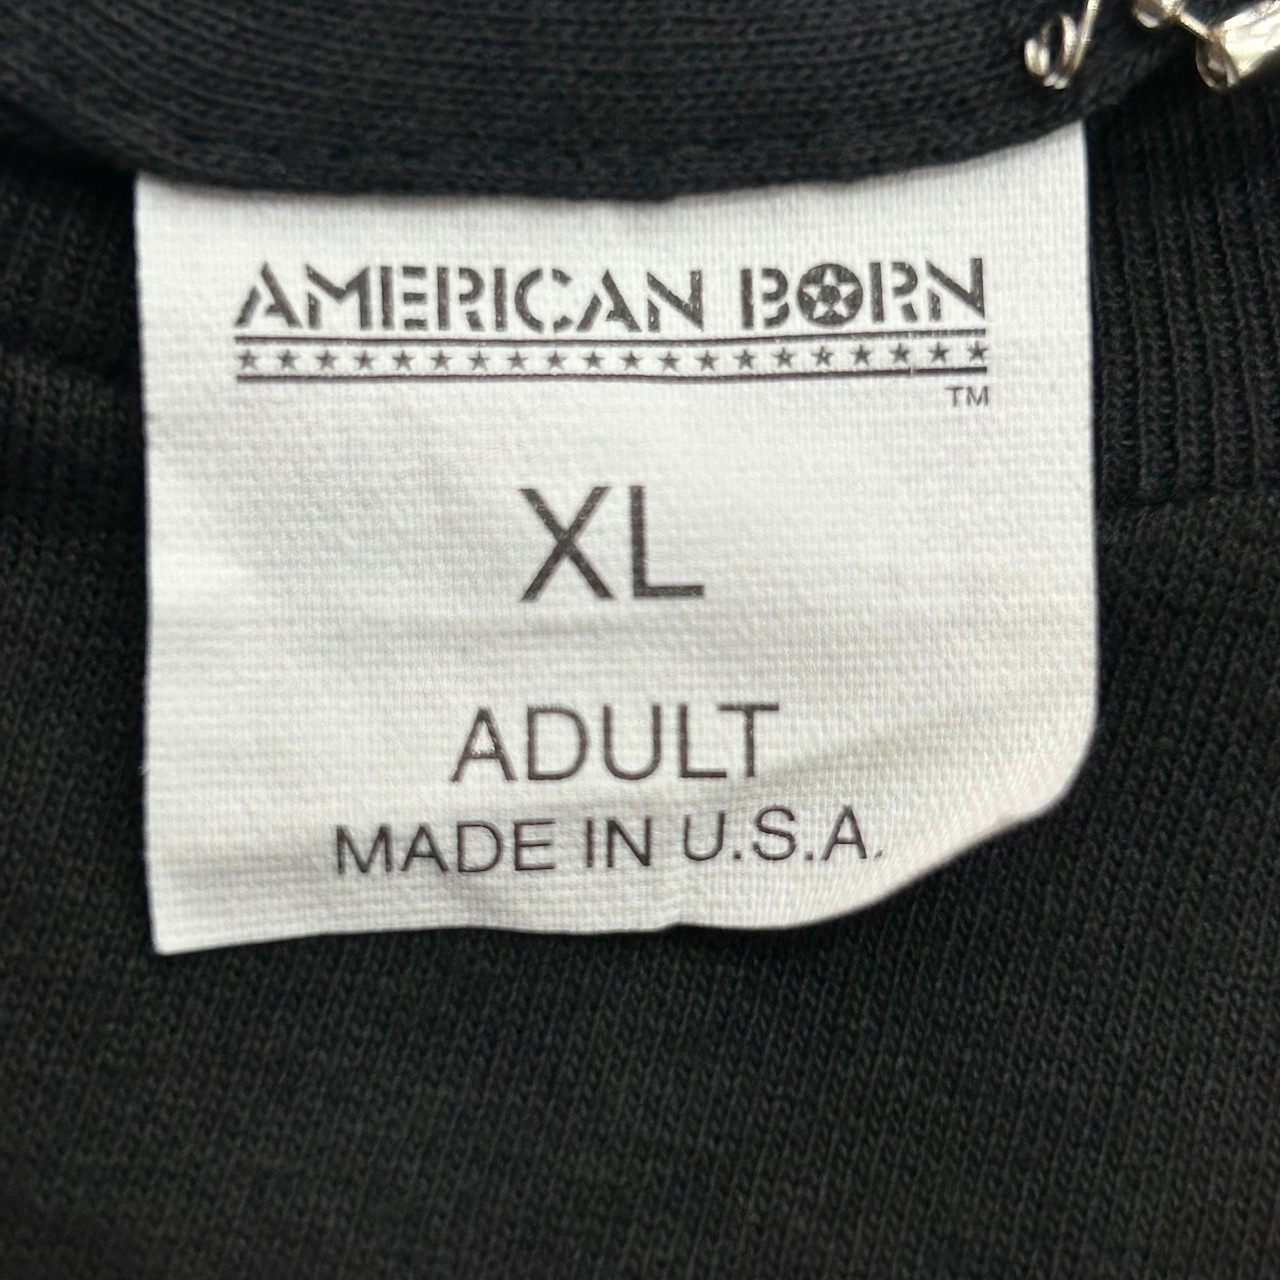 AMERICAN BORN
TM
XL
ADULT
MADE IN U.S.A.